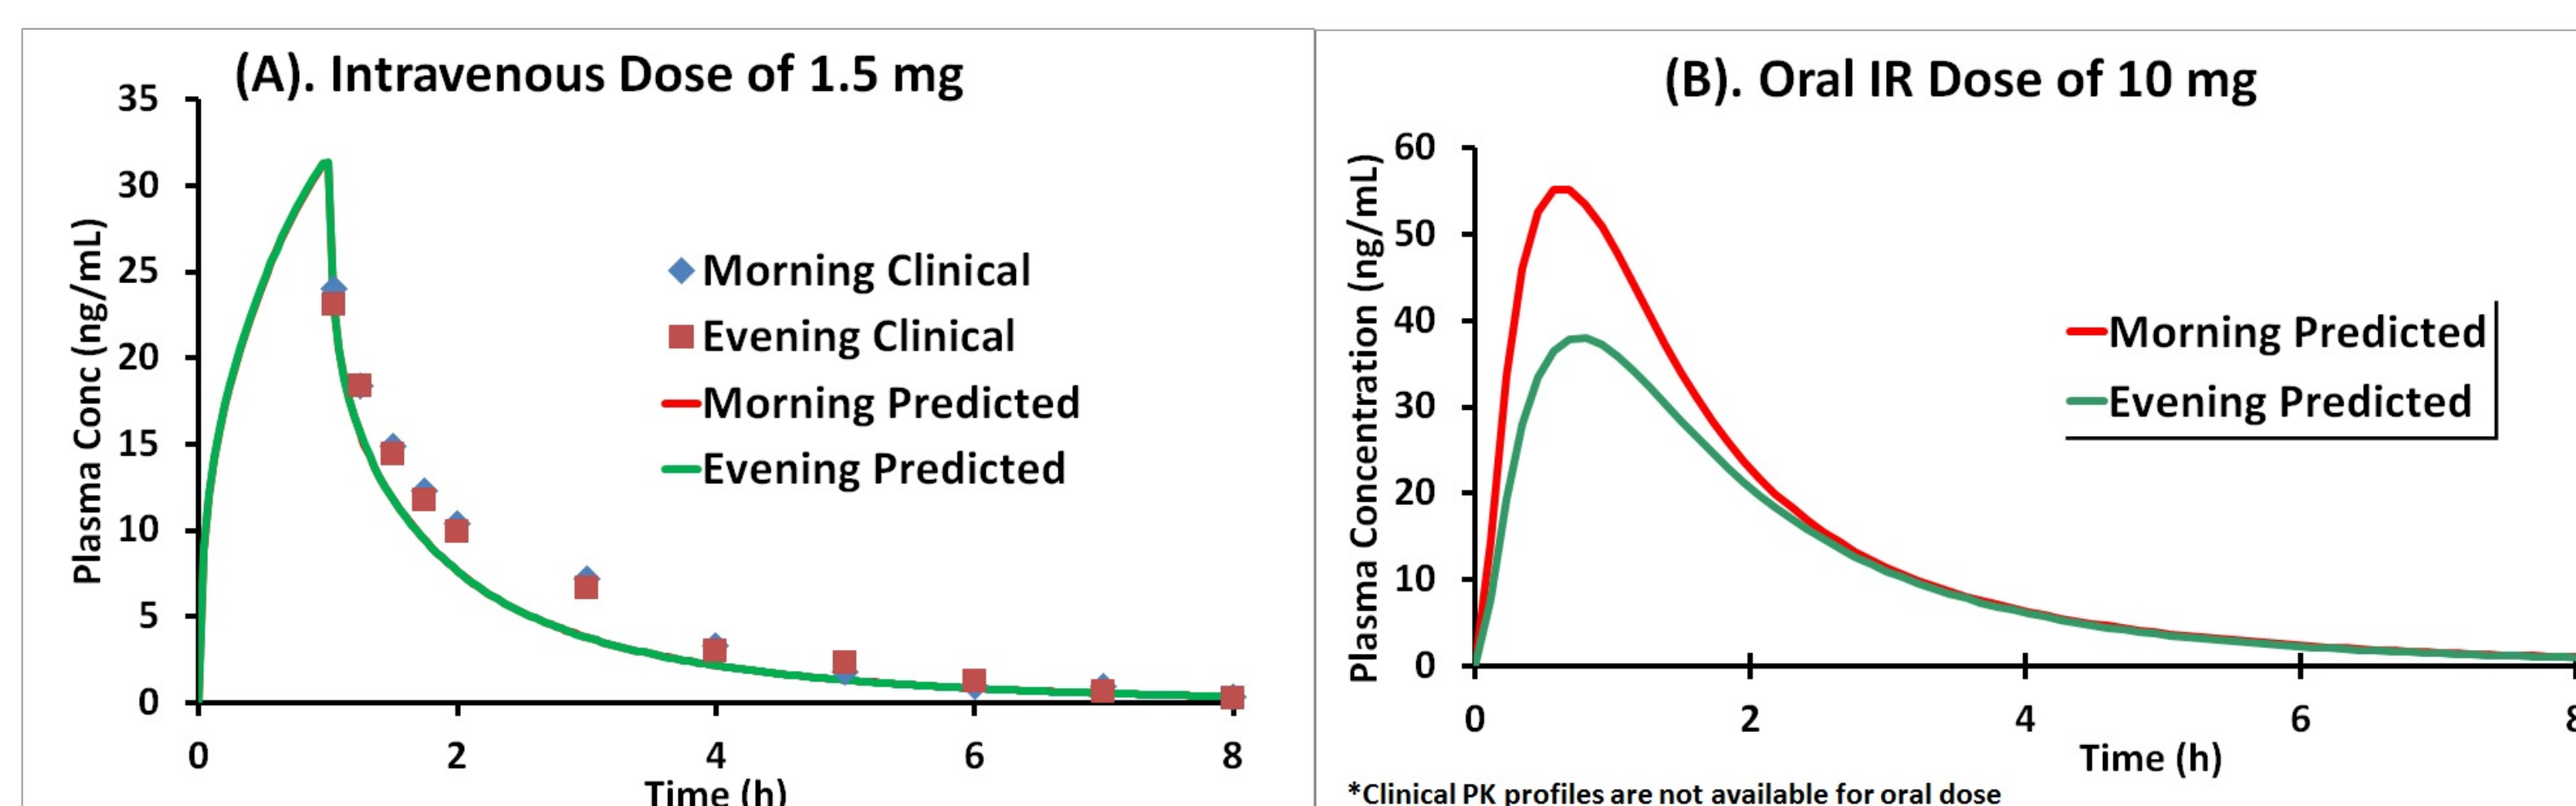 (A). Intravenous Dose of 1.5 mg
35
30
25
20
15
10
5
0
Plasma Conc (ng/mL)
Morning Clinical
Evening Clinical
Morning Predicted
Evening Predicted
0 2 4 6 8
Time (h)
(B). Oral IR Dose of 10 mg
60
50
40
30
20
10
0
Plasma Concentration (ng/mL)
Morning Predicted
Evening Predicted
0 2 4 6 8
Time (h)
*Clinical PK profiles are not available for oral dose